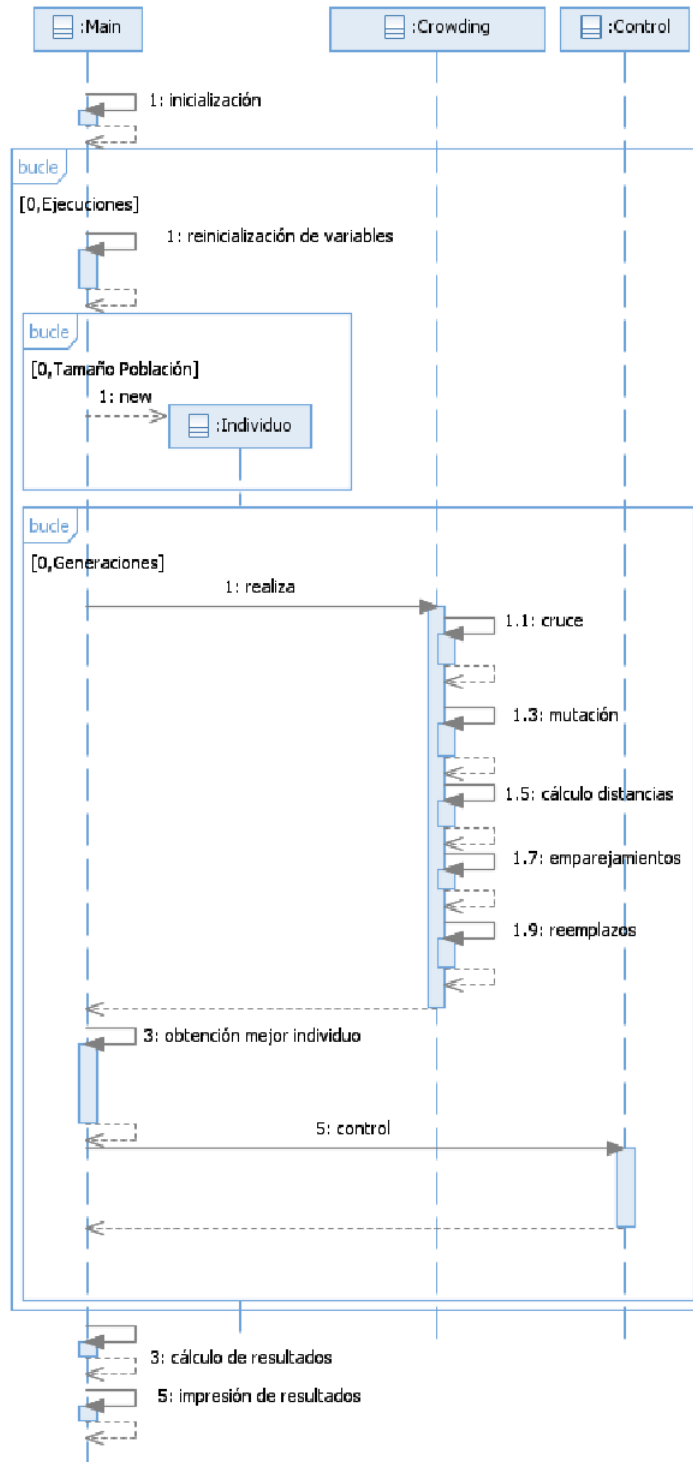 :Main
:Crowding
:Control
1: inicialización
bucle
[0,Ejecuciones]
1: reinicialización de variables
bucle
[0,Tamaño Población]
1: new
:Individuo
bucle
[0,Generaciones]
1: realiza
1.1: cruce
1.3: mutación
1.5: cálculo distancias
1.7: emparejamientos
1.9: reemplazos
3: obtención mejor individuo
5: control
3: cálculo de resultados
5: impresión de resultados